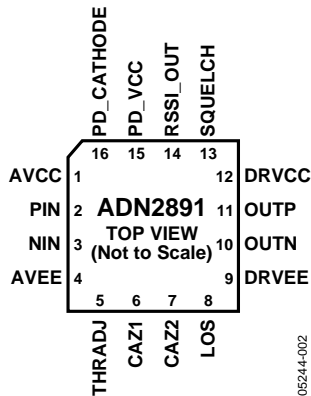 PD_CATHODE
PD_VCC
RSSI_OUT
SQUELCH
16 15 14 13
AVCC 1
PIN 2
NIN 3
AVEE 4
ADN2891
TOP VIEW
(Not to Scale)
12 DRVCC
11 OUTP
10 OUTN
9 DRVEE
5 6 7 8
THRADJ
CAZ1
CAZ2
LOS
05244-002